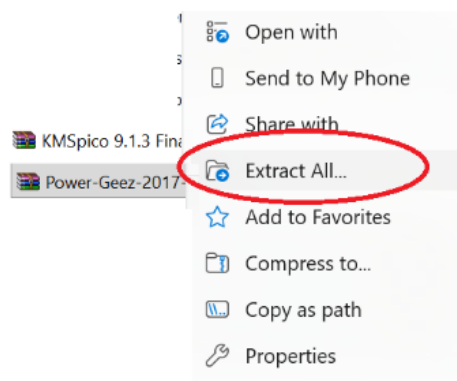 Open with
Send to My Phone
Share with
KMSpico 9.1.3 Fina
Extract All...
Power-Geez-2017-
Add to Favorites
Compress to...
Copy as path
Properties